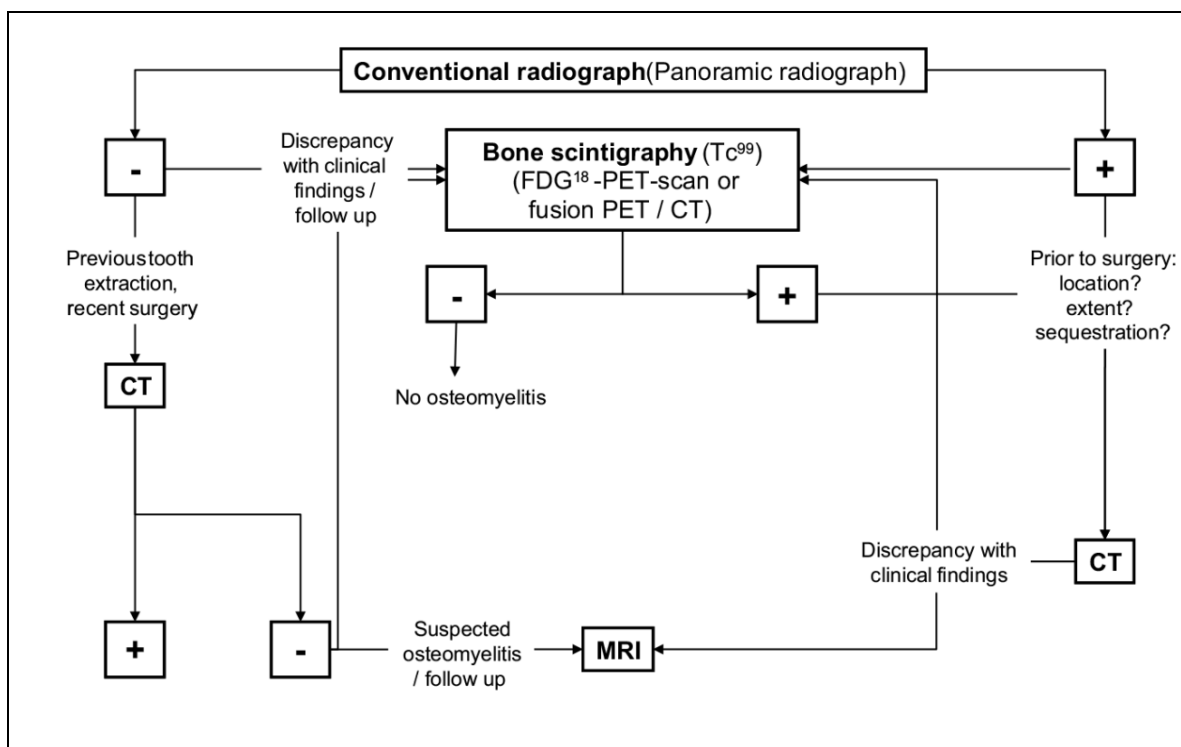 Conventional radiograph(Panoramic radiograph)
-
Discrepancy
with clinical
findings /
follow up
Bone scintigraphy (Tc⁹⁹)
(FDG¹⁸-PET-scan or
fusion PET / CT)
+
Previous tooth
extraction,
recent surgery
-
+
Prior to surgery:
location?
extent?
sequestration?
CT
No osteomyelitis
Discrepancy with
clinical findings
CT
+
-
Suspected
osteomyelitis
/ follow up
MRI